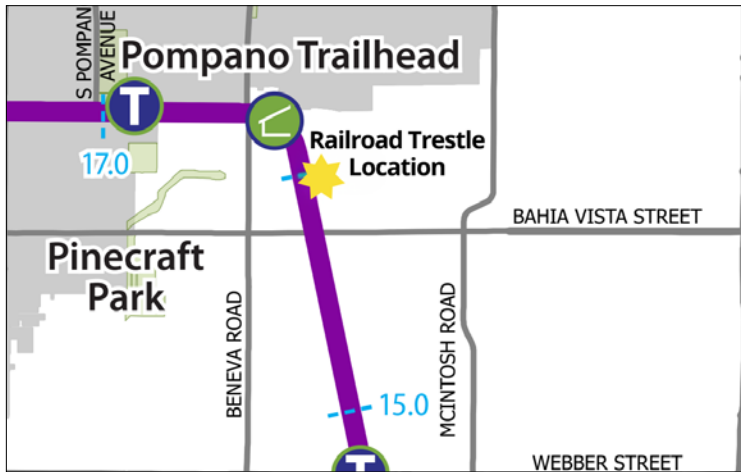 S POMPAN
AVENUE
Pompano Trailhead
T
Railroad Trestle
Location
17.0
BAHIA VISTA STREET
Pinecraft
Park
BENEVA ROAD
MCINTOSH ROAD
15.0
WEBBER STREET
T